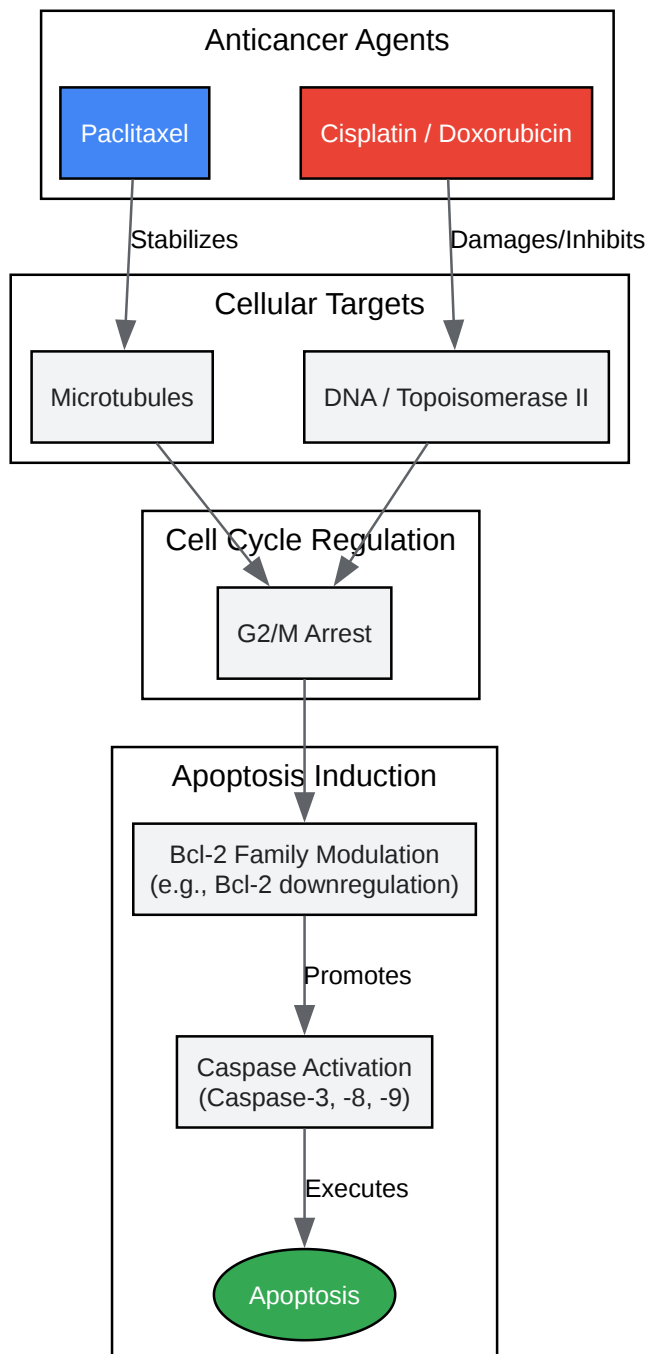 Anticancer Agents
Paclitaxel
Cisplatin / Doxorubicin
Stabilizes
Damages/Inhibits
Cellular Targets
Microtubules
DNA / Topoisomerase II
Cell Cycle Regulation
G2/M Arrest
Apoptosis Induction
Bcl-2 Family Modulation
(e.g., Bcl-2 downregulation)
Promotes
Caspase Activation
(Caspase-3, -8, -9)
Executes
Apoptosis